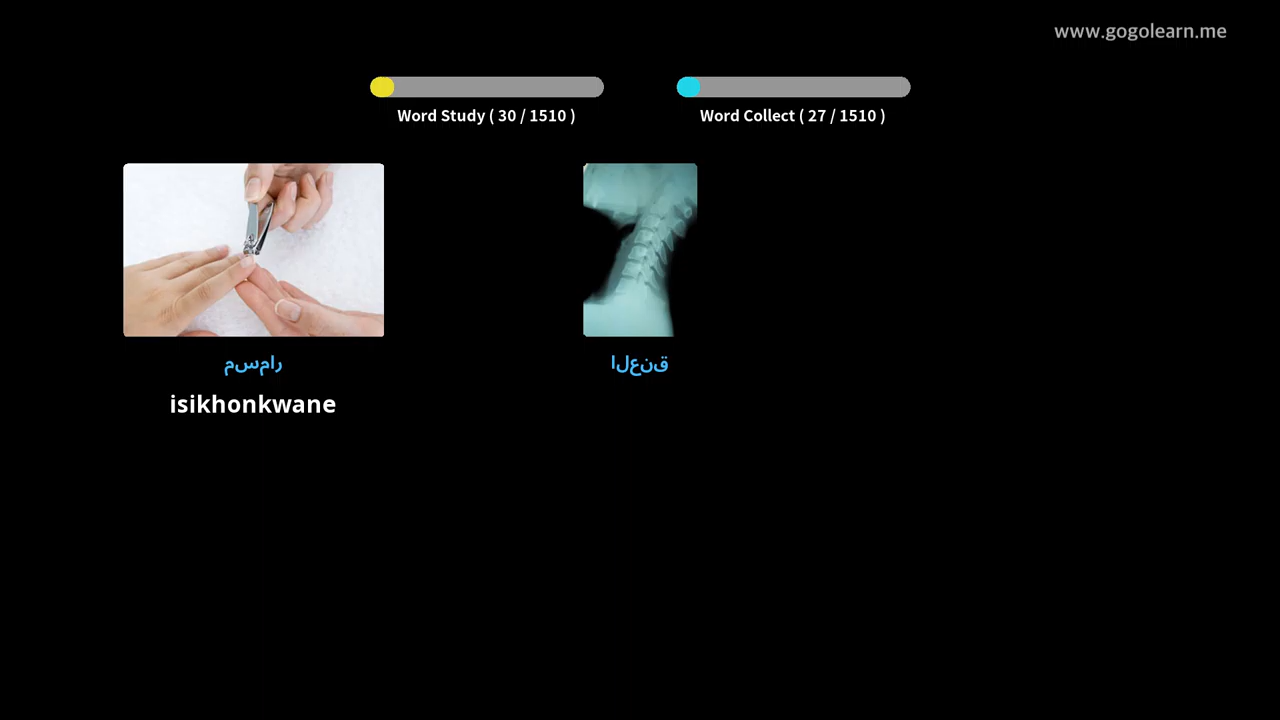 www.gogolearn.me
Word Study ( 30 / 1510 )
Word Collect ( 27 / 1510 )
مسمار
العنق
isikhonkwane